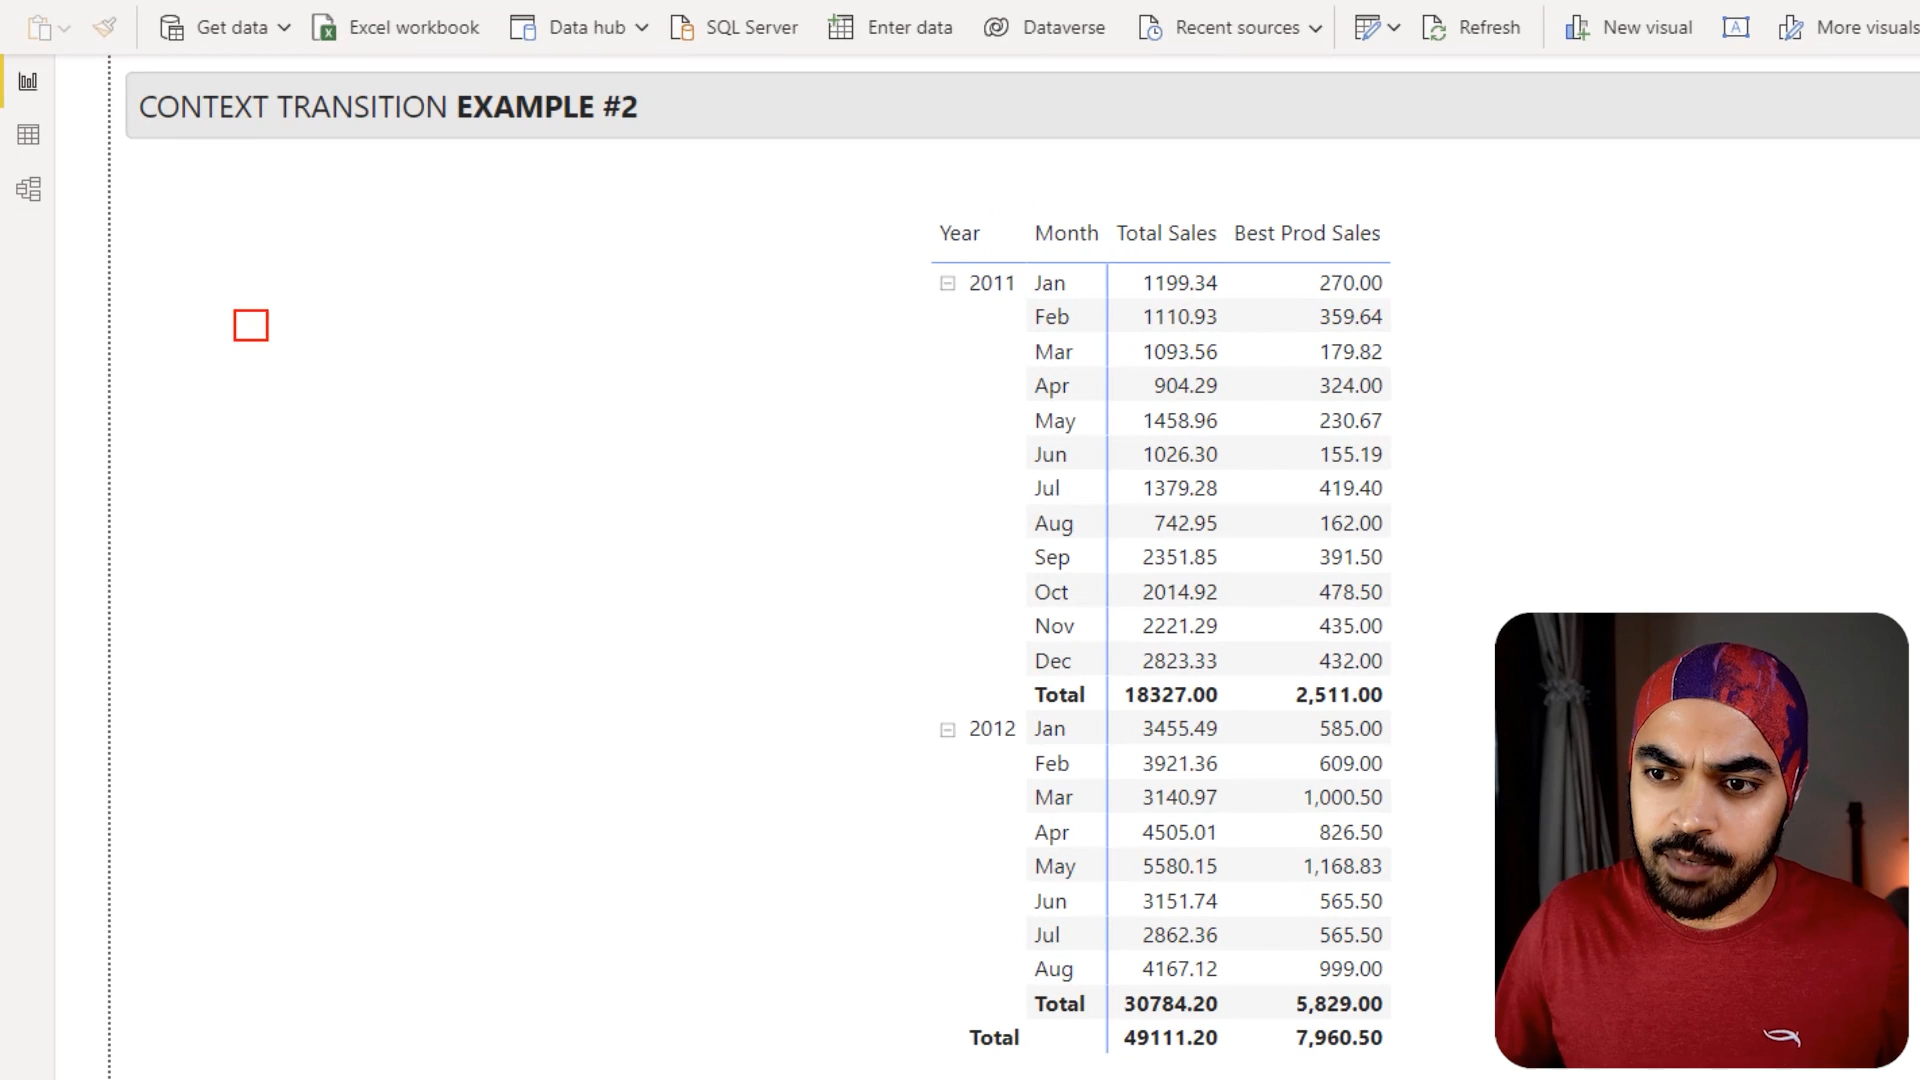 Get data Excel workbook Data hub SQL Server Enter data Dataverse Recent sources Refresh New visual A More visuals
CONTEXT TRANSITION EXAMPLE #2
Year Month Total Sales Best Prod Sales
2011 Jan 1199.34 270.00
Feb 1110.93 359.64
Mar 1093.56 179.82
Apr 904.29 324.00
May 1458.96 230.67
Jun 1026.30 155.19
Jul 1379.28 419.40
Aug 742.95 162.00
Sep 2351.85 391.50
Oct 2014.92 478.50
Nov 2221.29 435.00
Dec 2823.33 432.00
Total 18327.00 2,511.00
2012 Jan 3455.49 585.00
Feb 3921.36 609.00
Mar 3140.97 1,000.50
Apr 4505.01 826.50
May 5580.15 1,168.83
Jun 3151.74 565.50
Jul 2862.36 565.50
Aug 4167.12 999.00
Total 30784.20 5,829.00
Total 49111.20 7,960.50